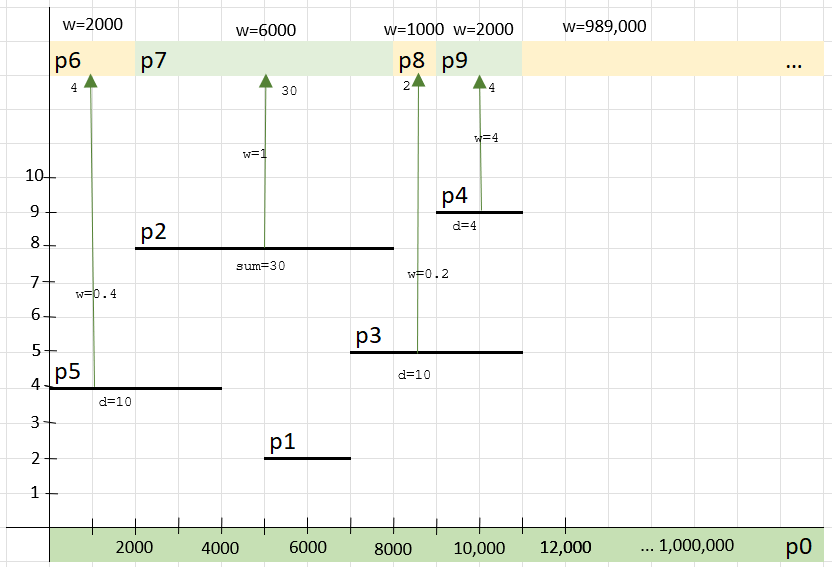 w=2000 w=6000 w=1000 w=2000 w=989,000
p6 p7 p8 p9 ...
4 30 2 4
w=1 w=4
10
p4
9
d=4
p2
8
sum=30
w=0.2
7
w=0.4
6
p3
5
p5 d=10
4
d=10
3
p1
2
1
2000 4000 6000 8000 10,000 12,000 ... 1,000,000 p0